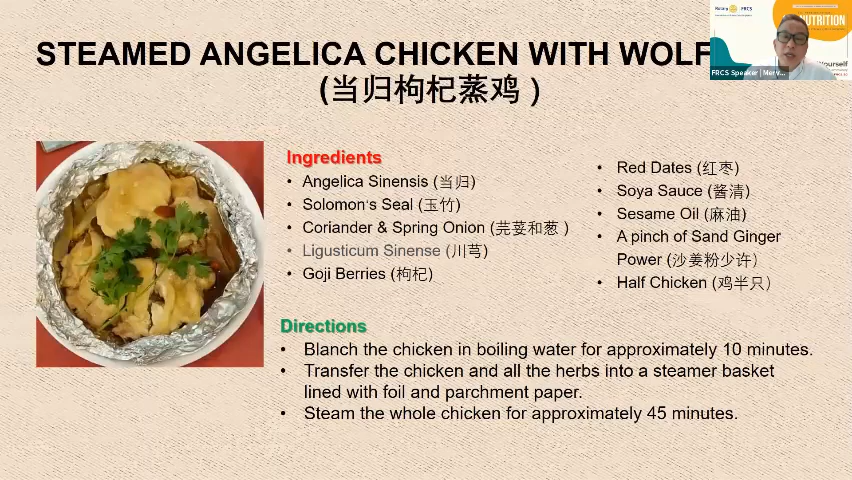 STEAMED ANGELICA CHICKEN WITH WOLF
(当归枸杞蒸鸡 )
Rotary FRCS
NUTRITION
Yourself
FRCS Speaker | Merv...
Ingredients
• Angelica Sinensis (当归)
• Solomon's Seal (玉竹)
• Coriander & Spring Onion (芫荽和葱 )
• Ligusticum Sinense (川芎)
• Goji Berries (枸杞)
• Red Dates (红枣)
• Soya Sauce (酱清)
• Sesame Oil (麻油)
• A pinch of Sand Ginger
Power (沙姜粉少许)
• Half Chicken (鸡半只)
Directions
• Blanch the chicken in boiling water for approximately 10 minutes.
• Transfer the chicken and all the herbs into a steamer basket
lined with foil and parchment paper.
• Steam the whole chicken for approximately 45 minutes.